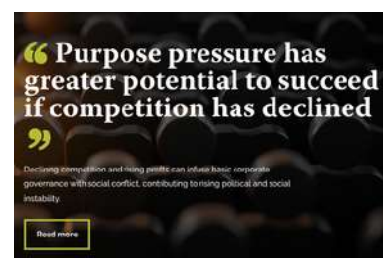 “ Purpose pressure has
greater potential to succeed
if competition has declined
”
Declining competition and rising profits can infuse basic corporate
governance with social conflict, contributing to rising political and social
instability.
Read more